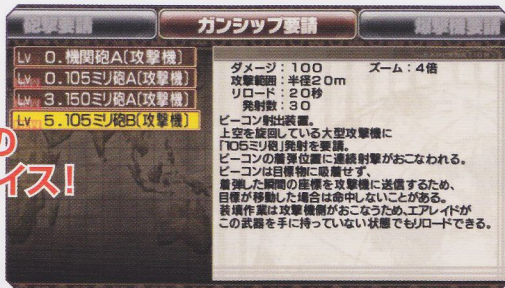 砲撃要請 ガンシップ要請 爆撃機要請
Lv 0.機関砲A(攻撃機)
Lv 0.105ミリ砲A(攻撃機)
Lv 3.150ミリ砲A(攻撃機)
Lv 5.105ミリ砲B(攻撃機)
の
イス!
ダメージ:100 ズーム:4倍
攻撃範囲:半径20m
リロード:20秒
発射数:30
ビーコン射出装置。
上空を旋回している大型攻撃機に
「105ミリ砲」発射を要請。
ビーコンの着弾位置に連続射撃がおこなわれる。
ビーコンは目標物に吸着せず、
着弾した瞬間の座標を攻撃機に送信するため、
目標が移動した場合は命中しないことがある。
装填作業は攻撃機側がおこなうため、エアレイドが
この武器を手に持っていない状態でもリロードできる。